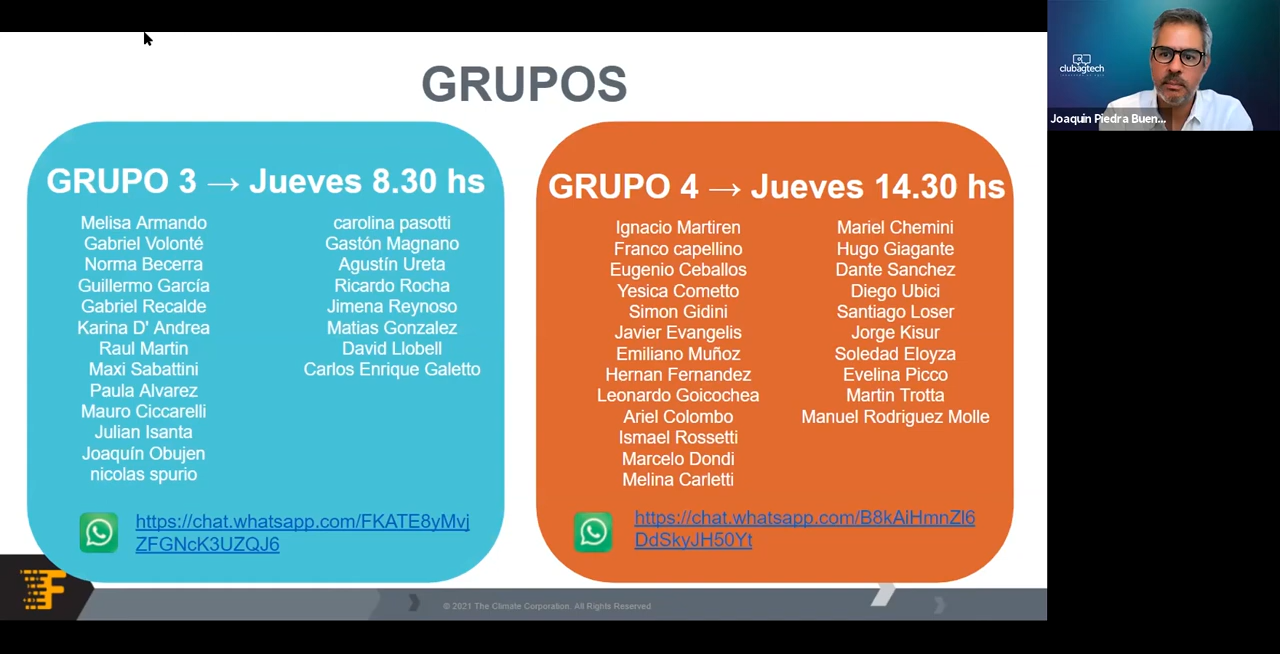 GRUPOS
GRUPO 3 → Jueves 8.30 hs
Melisa Armando
Gabriel Volonté
Norma Becerra
Guillermo García
Gabriel Recalde
Karina D' Andrea
Raul Martin
Maxi Sabattini
Paula Alvarez
Mauro Ciccarelli
Julian Isanta
Joaquín Obujen
nicolas spurio
carolina pasotti
Gastón Magnano
Agustín Ureta
Ricardo Rocha
Jimena Reynoso
Matias Gonzalez
David Llobell
Carlos Enrique Galetto
https://chat.whatsapp.com/FKATE8yMvj
ZFGNcK3UZQJ6
GRUPO 4 → Jueves 14.30 hs
Ignacio Martiren
Franco capellino
Eugenio Ceballos
Yesica Cometto
Simon Gidini
Javier Evangelis
Emiliano Muñoz
Hernan Fernandez
Leonardo Goicochea
Ariel Colombo
Ismael Rossetti
Marcelo Dondi
Melina Carletti
Mariel Chemini
Hugo Giagante
Dante Sanchez
Diego Ubici
Santiago Loser
Jorge Kisur
Soledad Eloyza
Evelina Picco
Martin Trotta
Manuel Rodriguez Molle
https://chat.whatsapp.com/B8kAiHmnZl6
DdSkyJH50Yt
© 2021 The Climate Corporation. All Rights Reserved
clubagtech
Joaquin Piedra Buen...